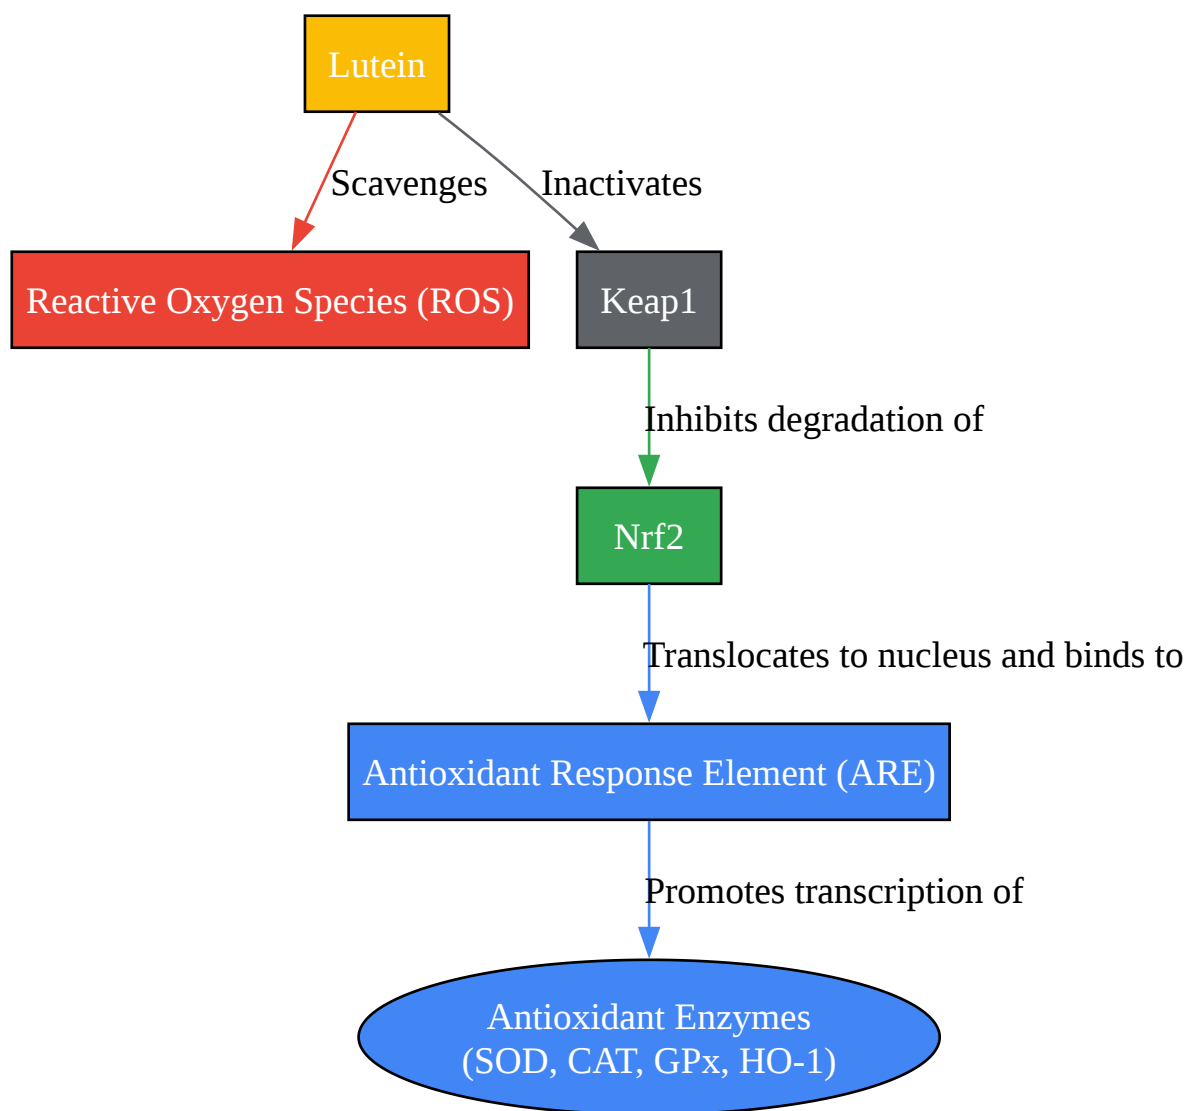 Lutein
Scavenges
Inactivates
Reactive Oxygen Species (ROS)
Keap1
Inhibits degradation of
Nrf2
Translocates to nucleus and binds to
Antioxidant Response Element (ARE)
Promotes transcription of
Antioxidant Enzymes
(SOD, CAT, GPx, HO-1)